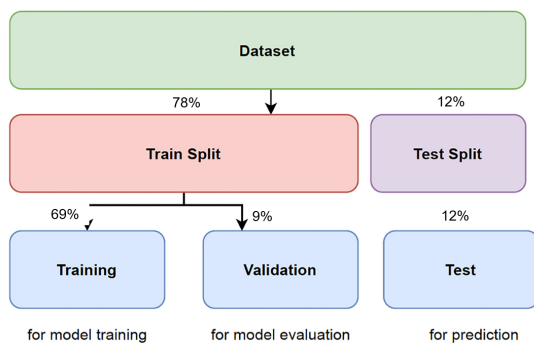 Dataset
78%
12%
Train Split
Test Split
69%
9%
12%
Training
Validation
Test
for model training
for model evaluation
for prediction